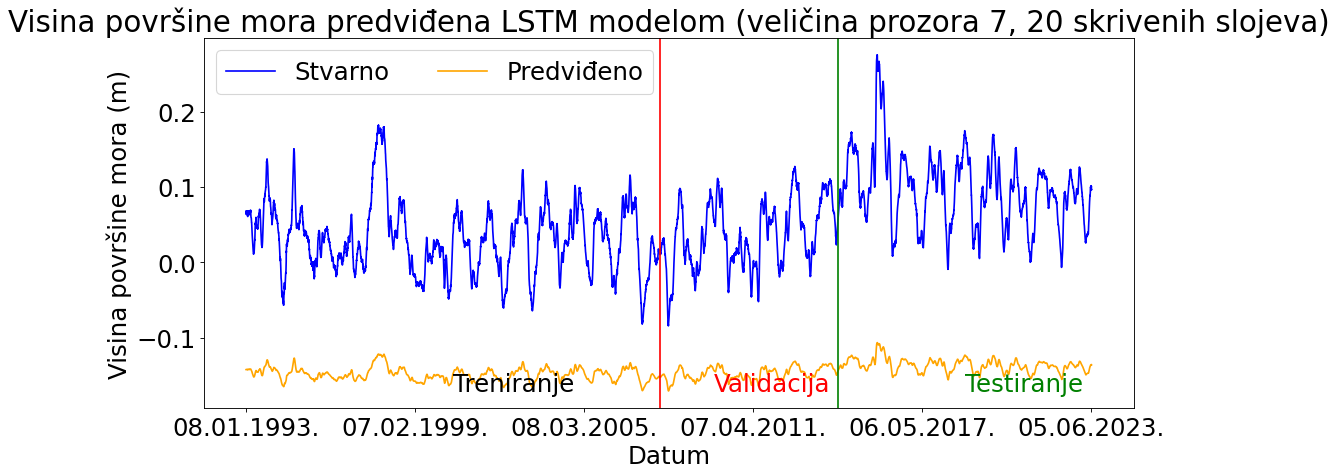 Visina površine mora predviđena LSTM modelom (veličina prozora 7, 20 skrivenih slojeva)
Stvarno
Predviđeno
Visina površine mora (m)
0.2
0.1
0.0
−0.1
Treniranje
Validacija
Testiranje
08.01.1993.
07.02.1999.
08.03.2005.
07.04.2011.
06.05.2017.
05.06.2023.
Datum